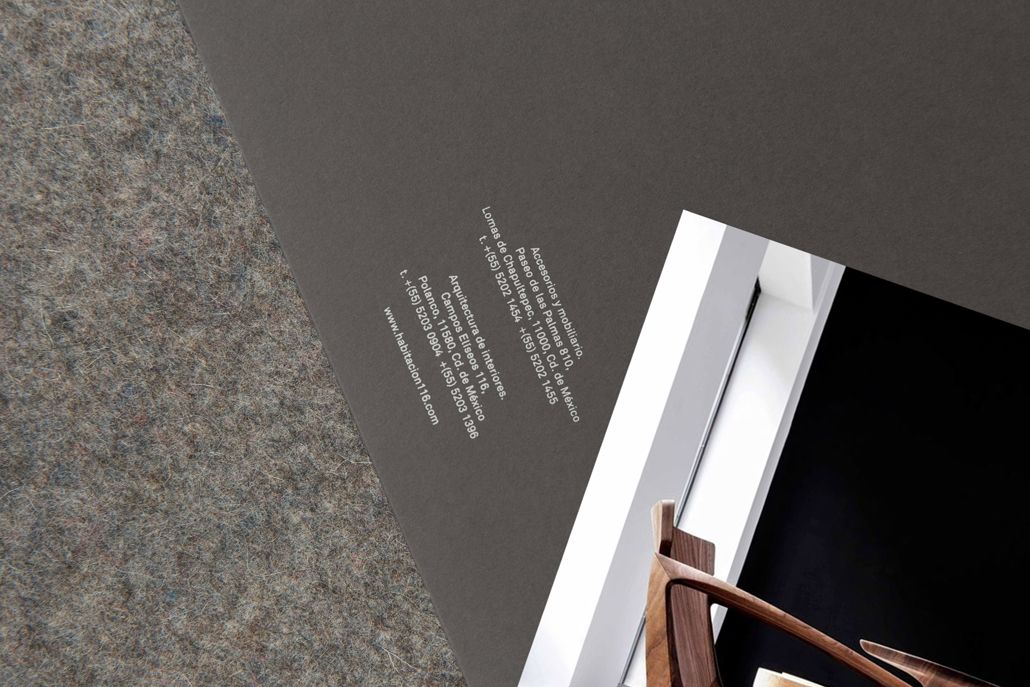 Accesorios y mobiliario.
Paseo de las Palmas 810,
Lomas de Chapultepec, 11000, Cd. de México
t. +(55) 5202 1454 +(55) 5202 1455
Arquitectura de interiores.
Campos Elíseos 116,
Polanco, 11580, Cd. de México
t. +(55) 5203 0904 +(55) 5203 1396
www.habitacion116.com